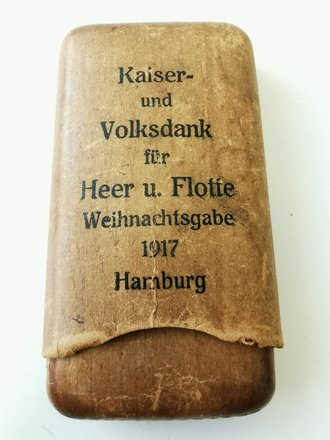 Kaiser-
und
Volksdank
für
Heer u. Flotte
Weihnachtsgabe
1917
Hamburg